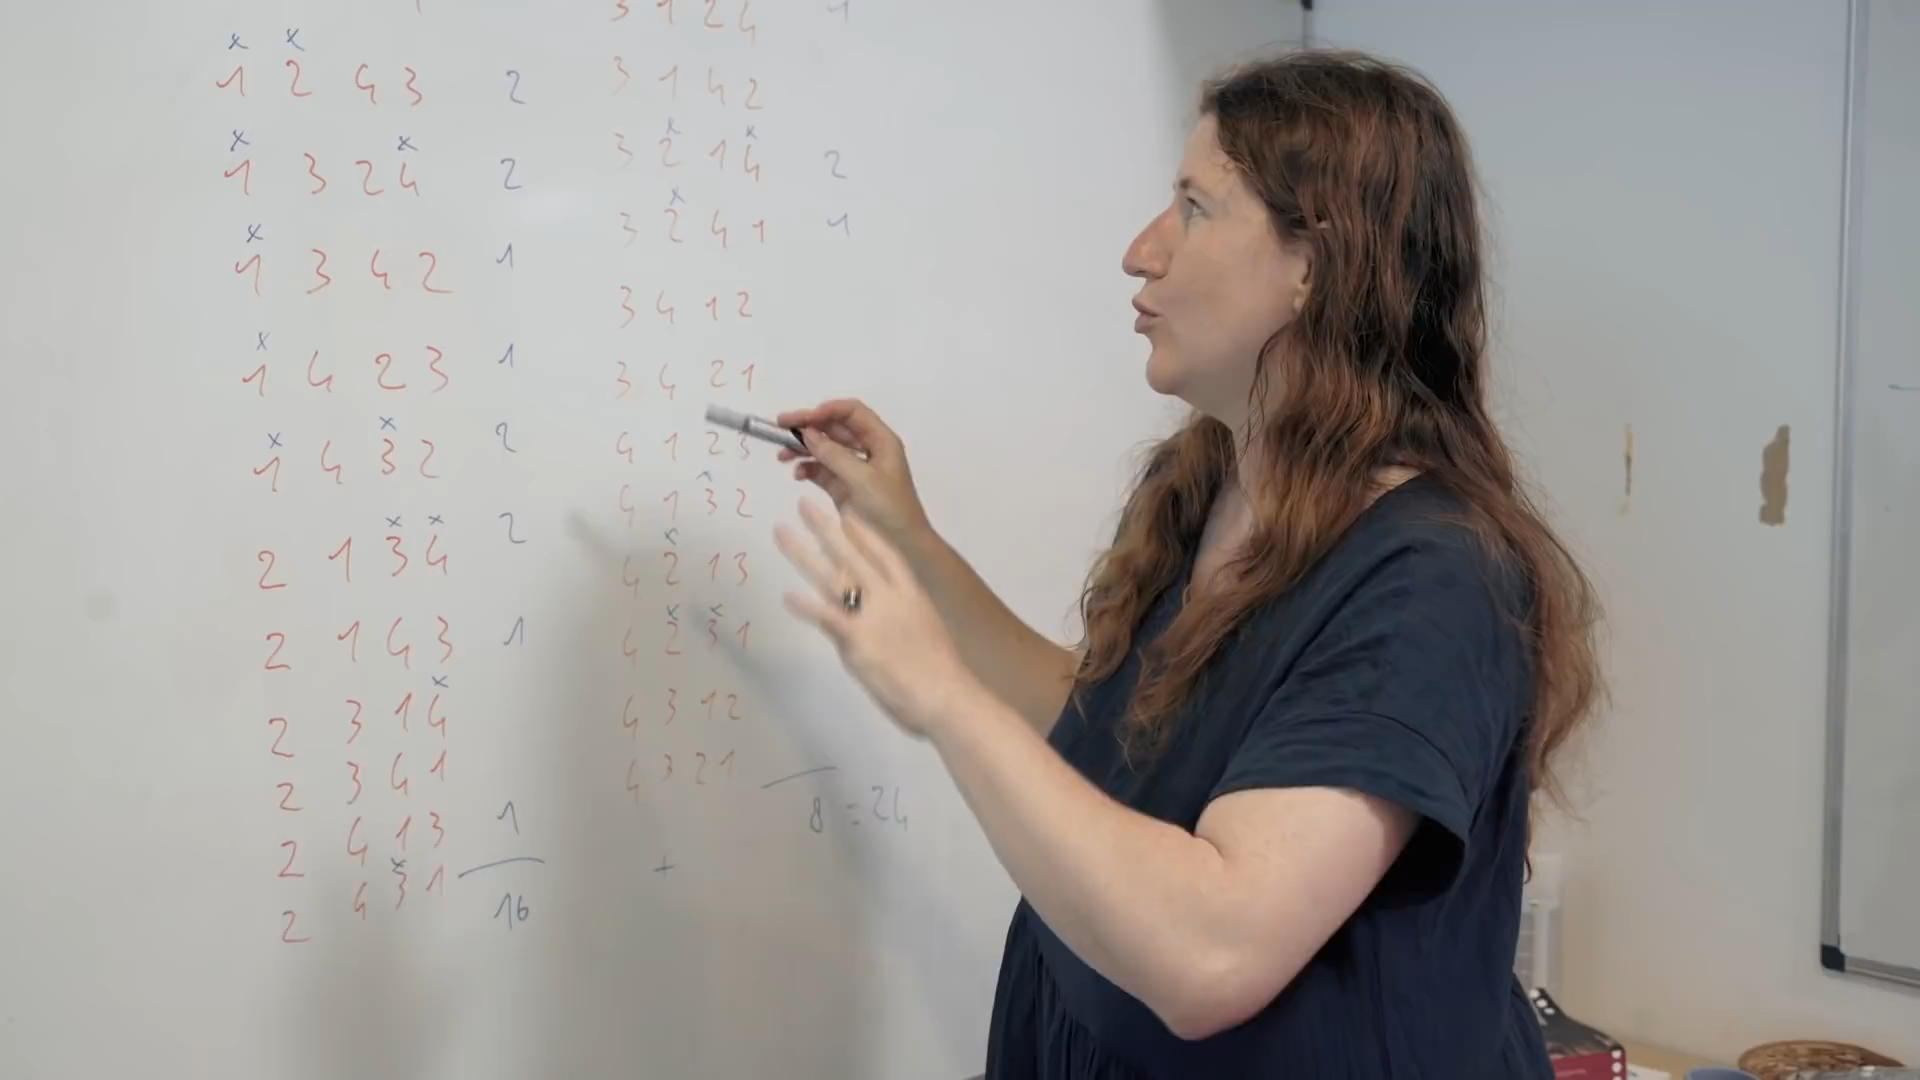 x x
1 2 4 3 2
x x
1 3 2 4 2
x
1 3 4 2 1
x
1 4 2 3 1
x x
1 4 3 2 2
x x
2 1 3 4 2
2 1 4 3 1
x
2 3 1 4
2 3 4 1
2 4 1 3 1
x
2 4 3 1
16
3 1 2 4 1
3 1 4 2
x x
3 2 1 4 2
x
3 2 4 1 1
3 4 1 2
3 4 2 1
4 1 2 3
x
4 1 3 2
x
4 2 1 3
x x
4 2 3 1
4 3 1 2
4 3 2 1
8 = 24
+